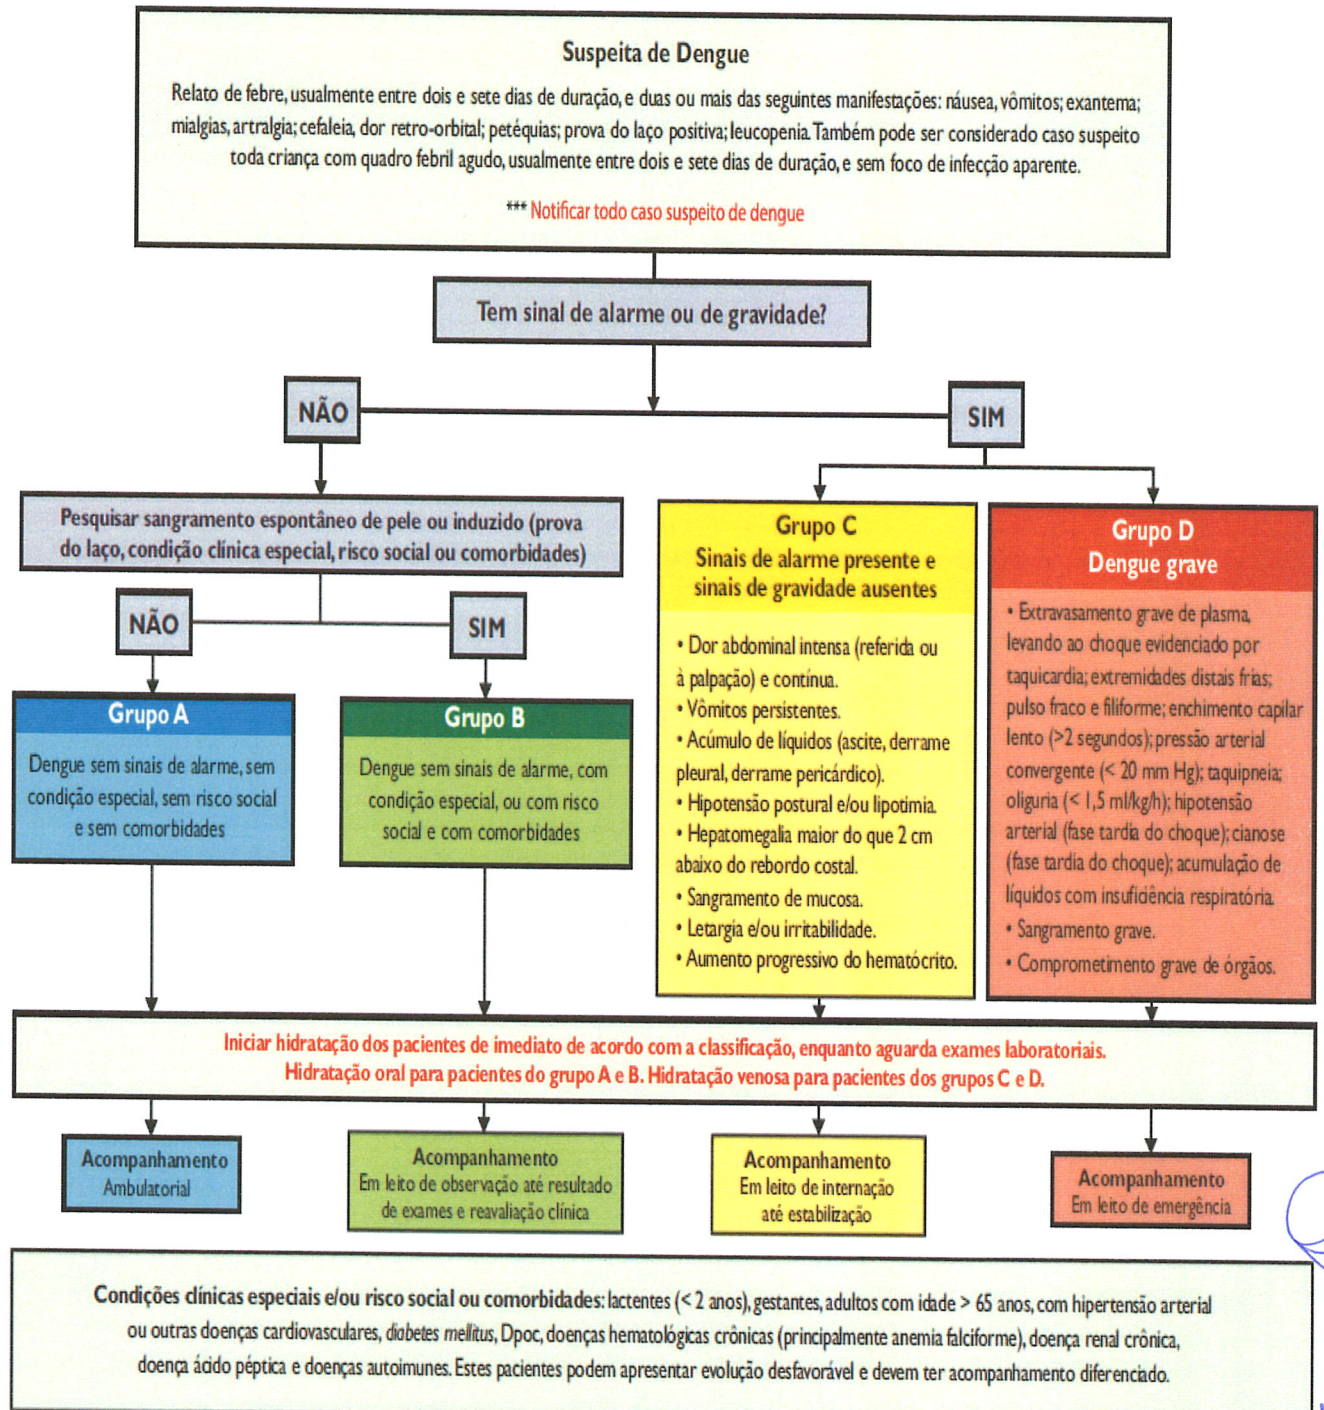 Suspeita de Dengue
Relato de febre, usualmente entre dois e sete dias de duração, e duas ou mais das seguintes manifestações: náusea, vômitos; exantema;
mialgias, artralgia; cefaleia, dor retro-orbital; petéquias; prova do laço positiva; leucopenia. Também pode ser considerado caso suspeito
toda criança com quadro febril agudo, usualmente entre dois e sete dias de duração, e sem foco de infecção aparente.
*** Notificar todo caso suspeito de dengue
Tem sinal de alarme ou de gravidade?
NÃO
SIM
Pesquisar sangramento espontâneo de pele ou induzido (prova
do laço, condição clínica especial, risco social ou comorbidades)
NÃO
SIM
Grupo A
Dengue sem sinais de alarme, sem
condição especial, sem risco social
e sem comorbidades
Grupo B
Dengue sem sinais de alarme, com
condição especial, ou com risco
social e com comorbidades
Grupo C
Sinais de alarme presente e
sinais de gravidade ausentes
• Dor abdominal intensa (referida ou
à palpação) e contínua.
• Vômitos persistentes.
• Acúmulo de líquidos (ascite, derrame
pleural, derrame pericárdico).
• Hipotensão postural e/ou lipotimia.
• Hepatomegalia maior do que 2 cm
abaixo do rebordo costal.
• Sangramento de mucosa.
• Letargia e/ou irritabilidade.
• Aumento progressivo do hematócrito.
Grupo D
Dengue grave
• Extravasamento grave de plasma,
levando ao choque evidenciado por
taquicardia; extremidades distais frias;
pulso fraco e filiforme; enchimento capilar
lento (>2 segundos); pressão arterial
convergente (< 20 mm Hg); taquipneia;
oliguria (< 1,5 ml/kg/h); hipotensão
arterial (fase tardia do choque); cianose
(fase tardia do choque); acumulação de
líquidos com insuficiência respiratória.
• Sangramento grave.
• Comprometimento grave de órgãos.
Iniciar hidratação dos pacientes de imediato de acordo com a classificação, enquanto aguarda exames laboratoriais.
Hidratação oral para pacientes do grupo A e B. Hidratação venosa para pacientes dos grupos C e D.
Acompanhamento
Ambulatorial
Acompanhamento
Em leito de observação até resultado
de exames e reavaliação clínica
Acompanhamento
Em leito de internação
até estabilização
Acompanhamento
Em leito de emergência
Condições clínicas especiais e/ou risco social ou comorbidades: lactentes (< 2 anos), gestantes, adultos com idade > 65 anos, com hipertensão arterial
ou outras doenças cardiovasculares, diabetes mellitus, Dpoc, doenças hematológicas crônicas (principalmente anemia falciforme), doença renal crônica,
doença ácido péptica e doenças autoimunes. Estes pacientes podem apresentar evolução desfavorável e devem ter acompanhamento diferenciado.